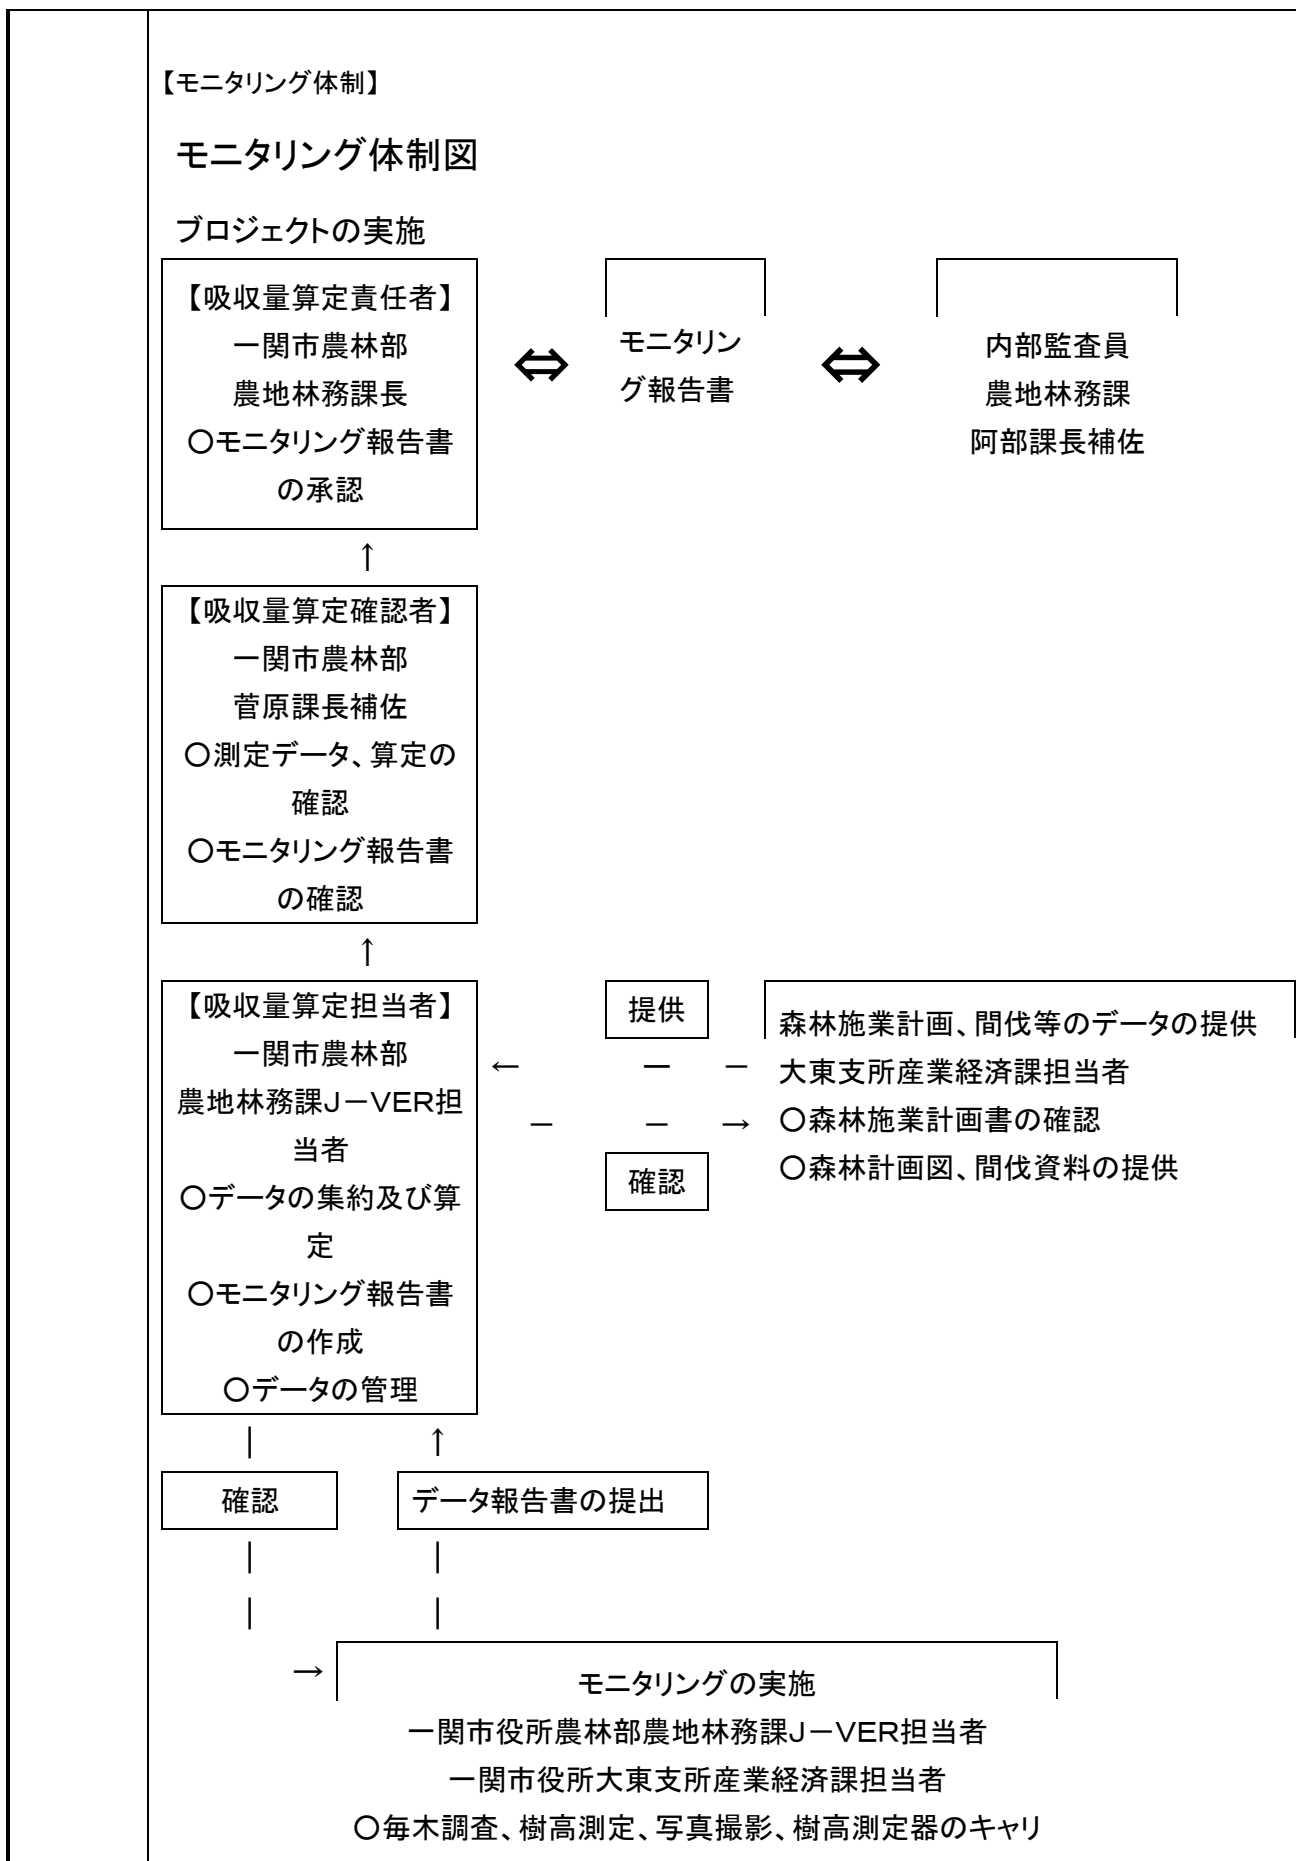 【モニタリング体制】
モニタリング体制図
ブロジェクトの実施
【吸収量算定責任者】
一関市農林部
農地林務課長
〇モニタリング報告書
の承認
⇔
モニタリン
グ報告書
⇔
内部監査員
農地林務課
阿部課長補佐
↑
【吸収量算定確認者】
一関市農林部
菅原課長補佐
〇測定データ、算定の
確認
〇モニタリング報告書
の確認
↑
【吸収量算定担当者】
一関市農林部
農地林務課J-VER担
当者
〇データの集約及び算
定
〇モニタリング報告書
の作成
〇データの管理
提供
← － －
－ － →
確認
森林施業計画、間伐等のデータの提供
大東支所産業経済課担当者
〇森林施業計画書の確認
〇森林計画図、間伐資料の提供
｜ ↑
確認
データ報告書の提出
｜ ｜
｜ ｜
→
モニタリングの実施
一関市役所農林部農地林務課J-VER担当者
一関市役所大東支所産業経済課担当者
〇毎木調査、樹高測定、写真撮影、樹高測定器のキャリ